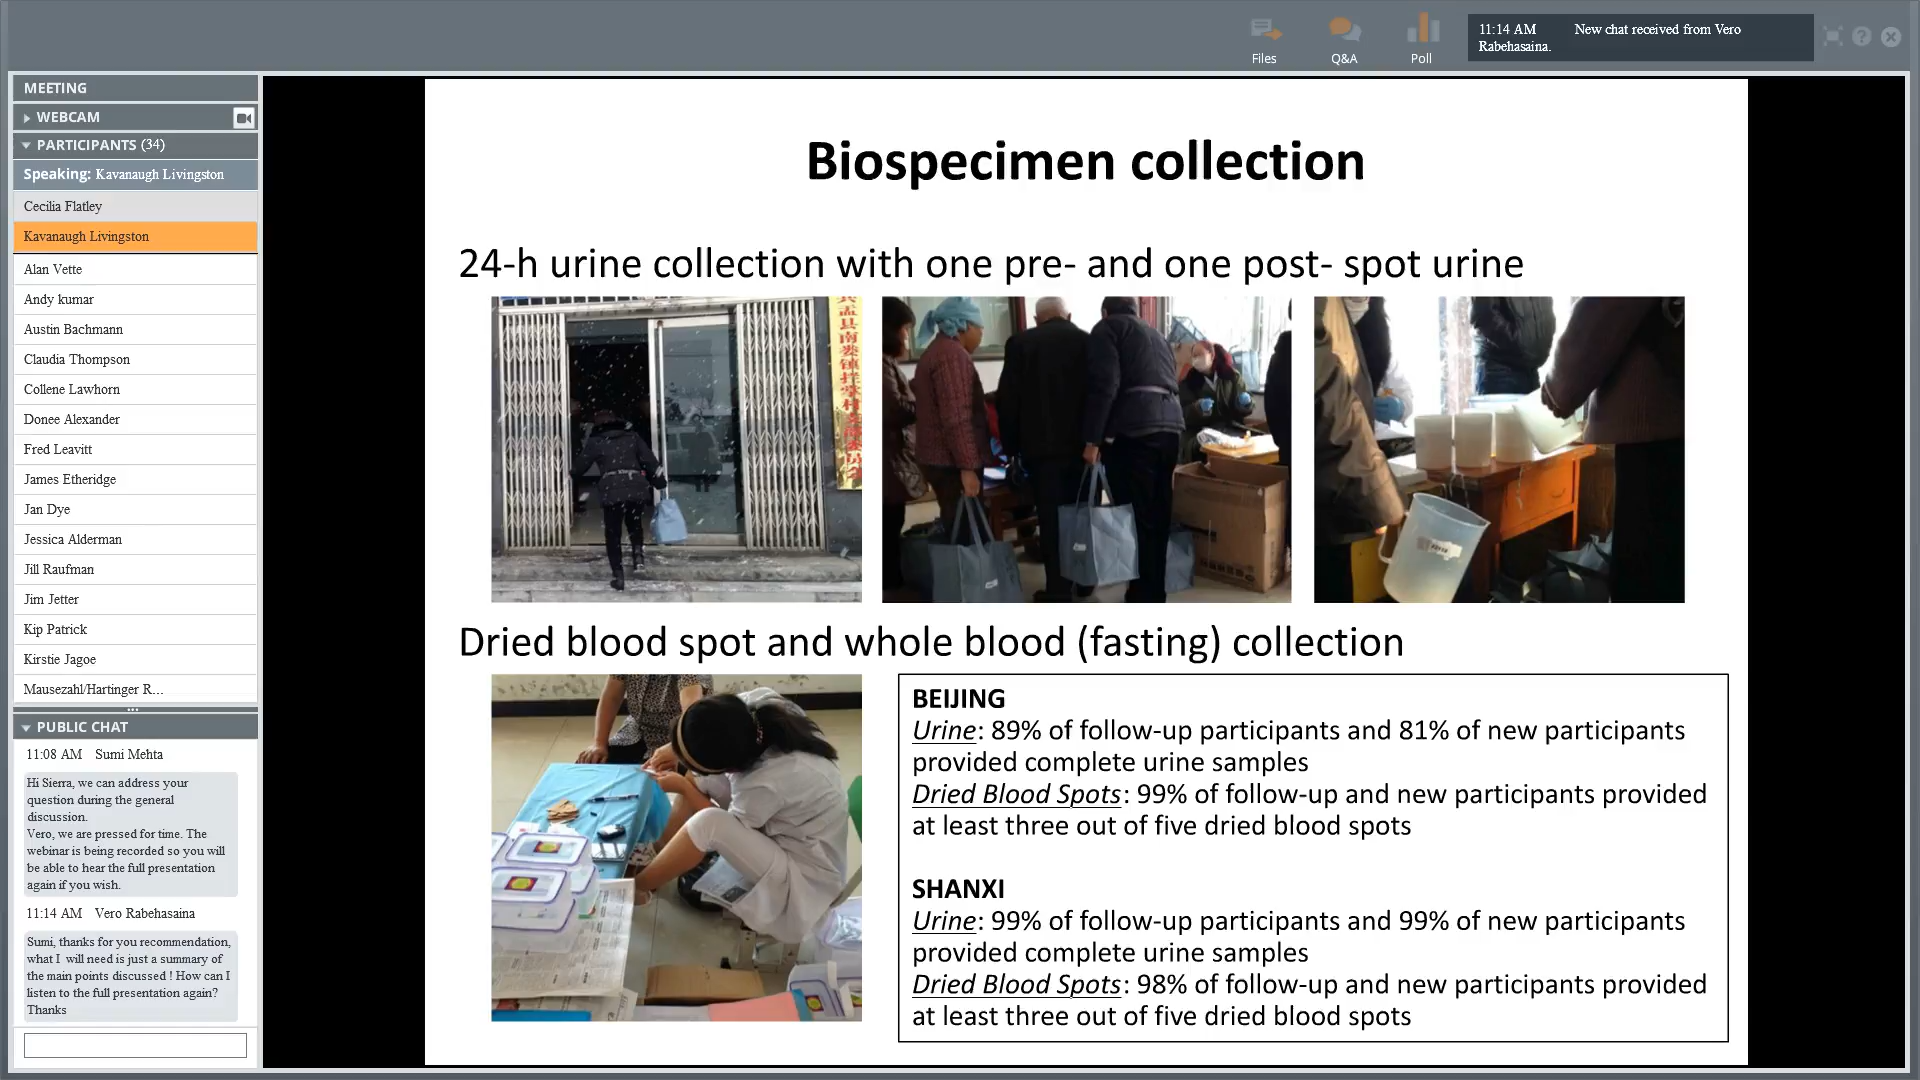 Files
Q&A
Poll
11:14 AM New chat received from Vero
Rabehasaina.
MEETING
WEBCAM
PARTICIPANTS (34)
Speaking: Kavanaugh Livingston
Cecilia Flatley
Kavanaugh Livingston
Alan Vette
Andy kumar
Austin Bachmann
Claudia Thompson
Collene Lawhorn
Donee Alexander
Fred Leavitt
James Etheridge
Jan Dye
Jessica Alderman
Jill Raufman
Jim Jetter
Kip Patrick
Kirstie Jagoe
Mausezahl/Hartinger R...
PUBLIC CHAT
11:08 AM Sumi Mehta
Hi Sierra, we can address your
question during the general
discussion.
Vero, we are pressed for time. The
webinar is being recorded so you will
be able to hear the full presentation
again if you wish.
11:14 AM Vero Rabehasaina
Sumi, thanks for you recommendation,
what I will need is just a summary of
the main points discussed ! How can I
listen to the full presentation again?
Thanks
Biospecimen collection
24-h urine collection with one pre- and one post- spot urine
Dried blood spot and whole blood (fasting) collection
BEIJING
Urine: 89% of follow-up participants and 81% of new participants
provided complete urine samples
Dried Blood Spots: 99% of follow-up and new participants provided
at least three out of five dried blood spots
SHANXI
Urine: 99% of follow-up participants and 99% of new participants
provided complete urine samples
Dried Blood Spots: 98% of follow-up and new participants provided
at least three out of five dried blood spots